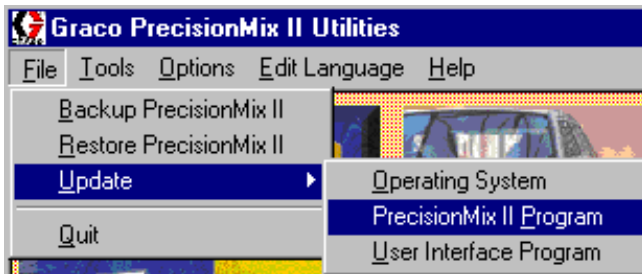 Graco PrecisionMix II Utilities
File Tools Options Edit Language Help
Backup PrecisionMix II
Restore PrecisionMix II
Update
Operating System
PrecisionMix II Program
User Interface Program
Quit